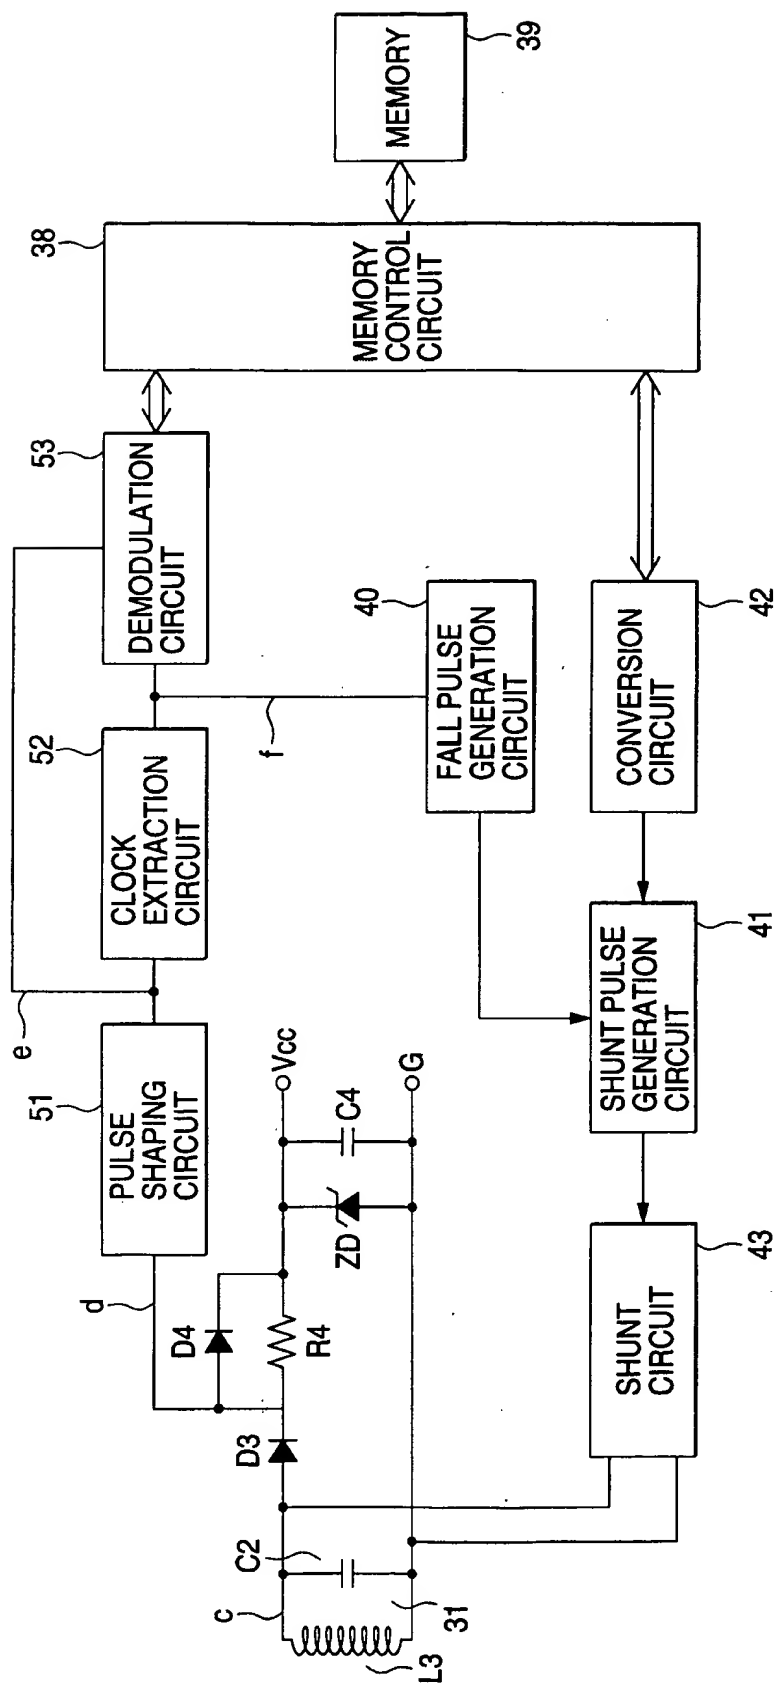 MEMORY
39
38
MEMORY
CONTROL
CIRCUIT
53
DEMODULATION
CIRCUIT
52
CLOCK
EXTRACTION
CIRCUIT
e
51
PULSE
SHAPING
CIRCUIT
d
f
40
FALL PULSE
GENERATION
CIRCUIT
42
CONVERSION
CIRCUIT
41
SHUNT PULSE
GENERATION
CIRCUIT
43
SHUNT
CIRCUIT
Vcc
G
C4
ZD
D4
R4
D3
C2
c
31
L3